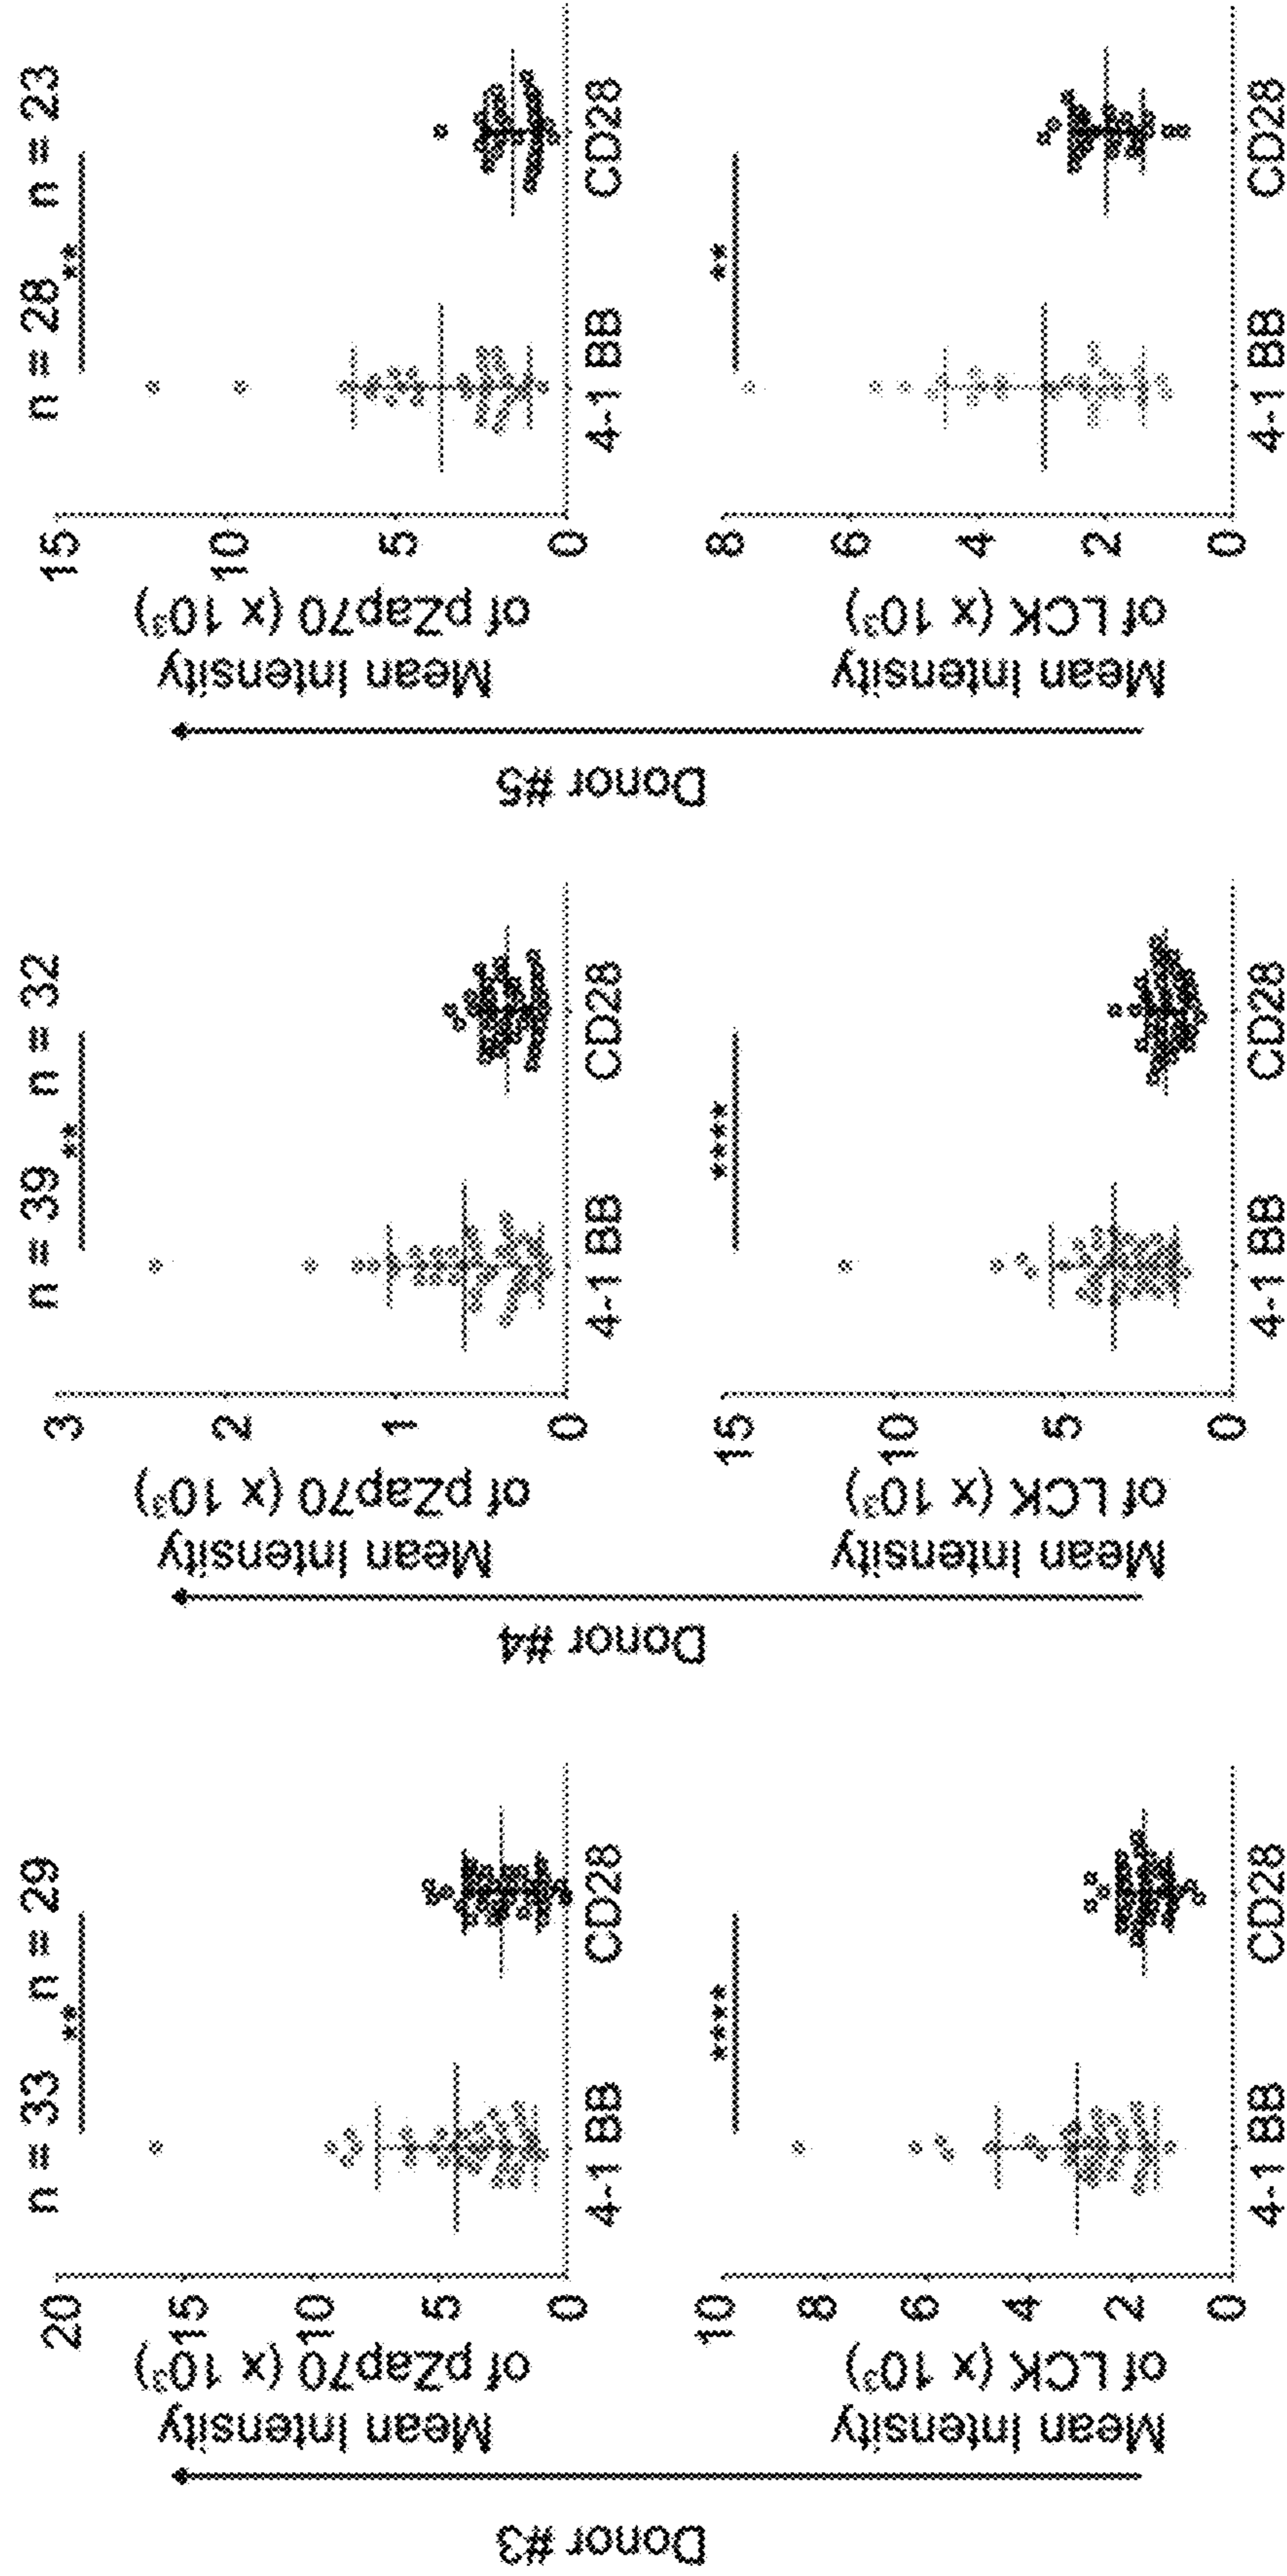 Donor #3
n = 33 n = 29
**
Mean Intensity
of pZap70 (x 10³)
20
15
10
5
0
4-1 BB CD28
****
Mean Intensity
of LCK (x 10³)
10
8
6
4
2
0
4-1 BB CD28
Donor #4
n = 39 n = 32
**
Mean Intensity
of pZap70 (x 10³)
3
2
1
0
4-1 BB CD28
****
Mean Intensity
of LCK (x 10³)
15
10
5
0
4-1 BB CD28
Donor #5
n = 28 n = 23
**
Mean Intensity
of pZap70 (x 10³)
15
10
5
0
4-1 BB CD28
**
Mean Intensity
of LCK (x 10³)
8
6
4
2
0
4-1 BB CD28